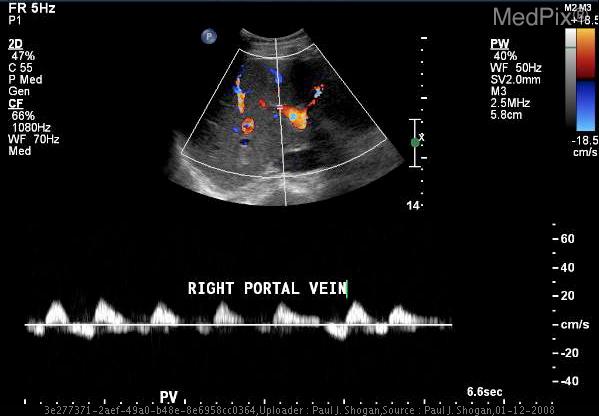 FR 5Hz
P1
2D
47%
C 55
P Med
Gen
CF
66%
1080Hz
WF 70Hz
Med
P
MedPix®
M2 M3
+18.5
-18.5
cm/s
PW
40%
WF 50Hz
SV2.0mm
M3
2.5MHz
5.8cm
x
14
RIGHT PORTAL VEIN
60
40
20
cm/s
-20
-40
PV
6.6sec
3e277371-2aef-49a0-b48e-8e6958cc0364,Uploader : Paul J. Shogan,Source : Paul J. Shogan,01-12-2008